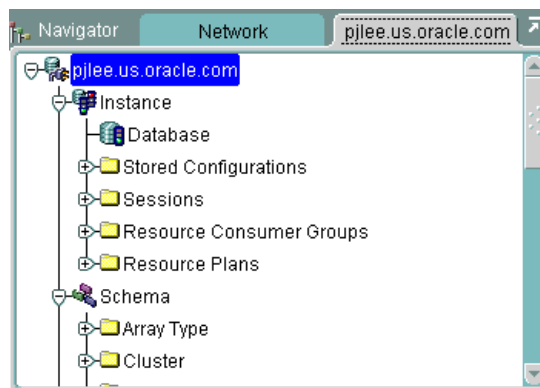 Navigator Network pjlee.us.oracle.com
pjlee.us.oracle.com
Instance
Database
Stored Configurations
Sessions
Resource Consumer Groups
Resource Plans
Schema
Array Type
Cluster